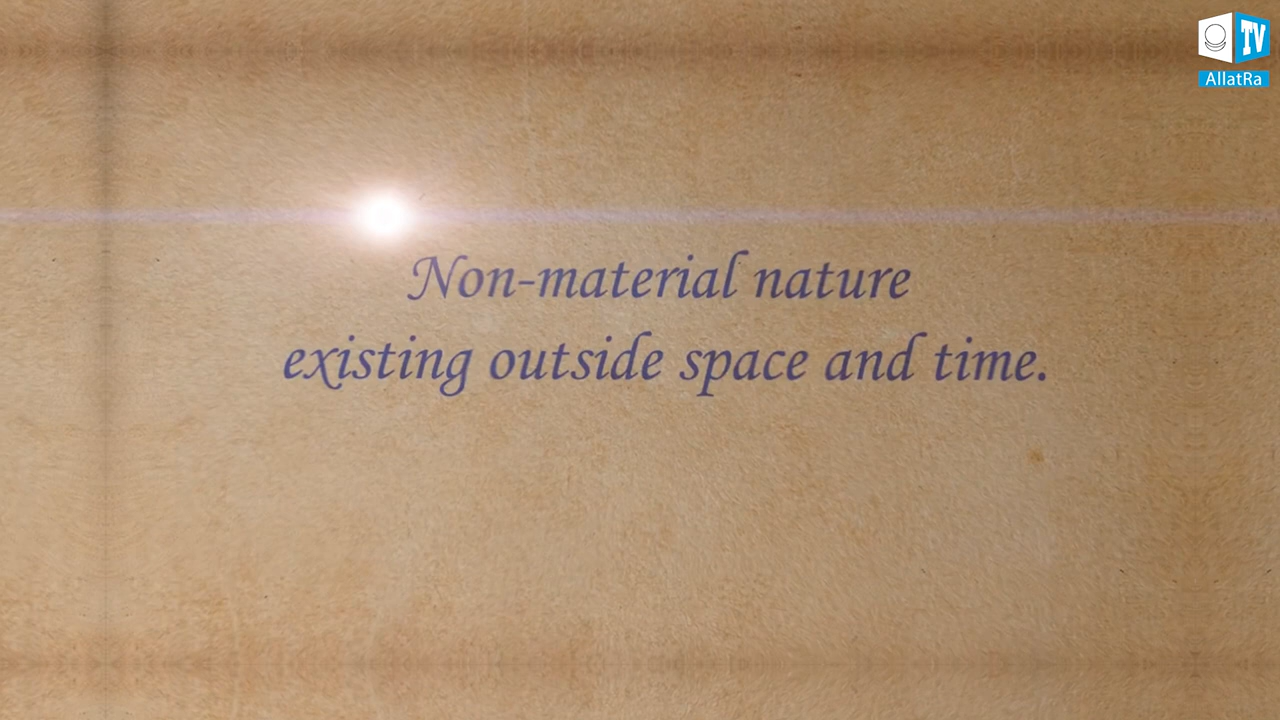 TV
AllatRa
Non-material nature
existing outside space and time.